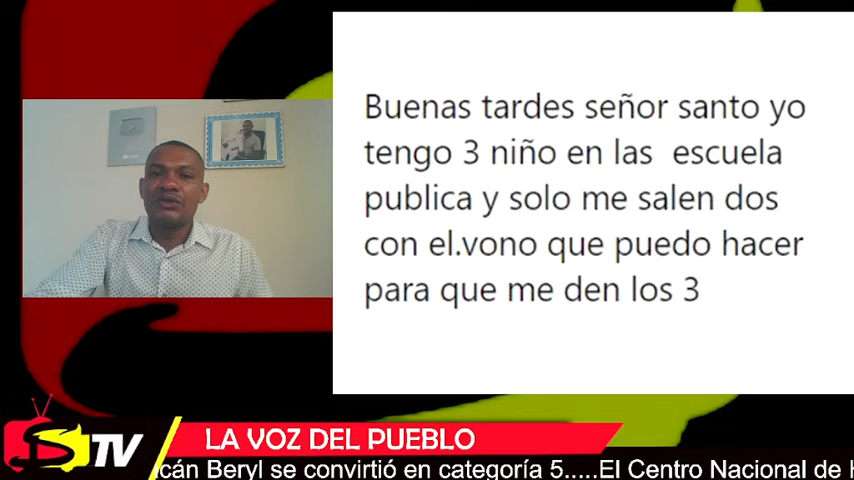 Buenas tardes señor santo yo
tengo 3 niño en las escuela
publica y solo me salen dos
con el.vono que puedo hacer
para que me den los 3
STV
LA VOZ DEL PUEBLO
cán Beryl se convirtió en categoría 5.....El Centro Nacional de H